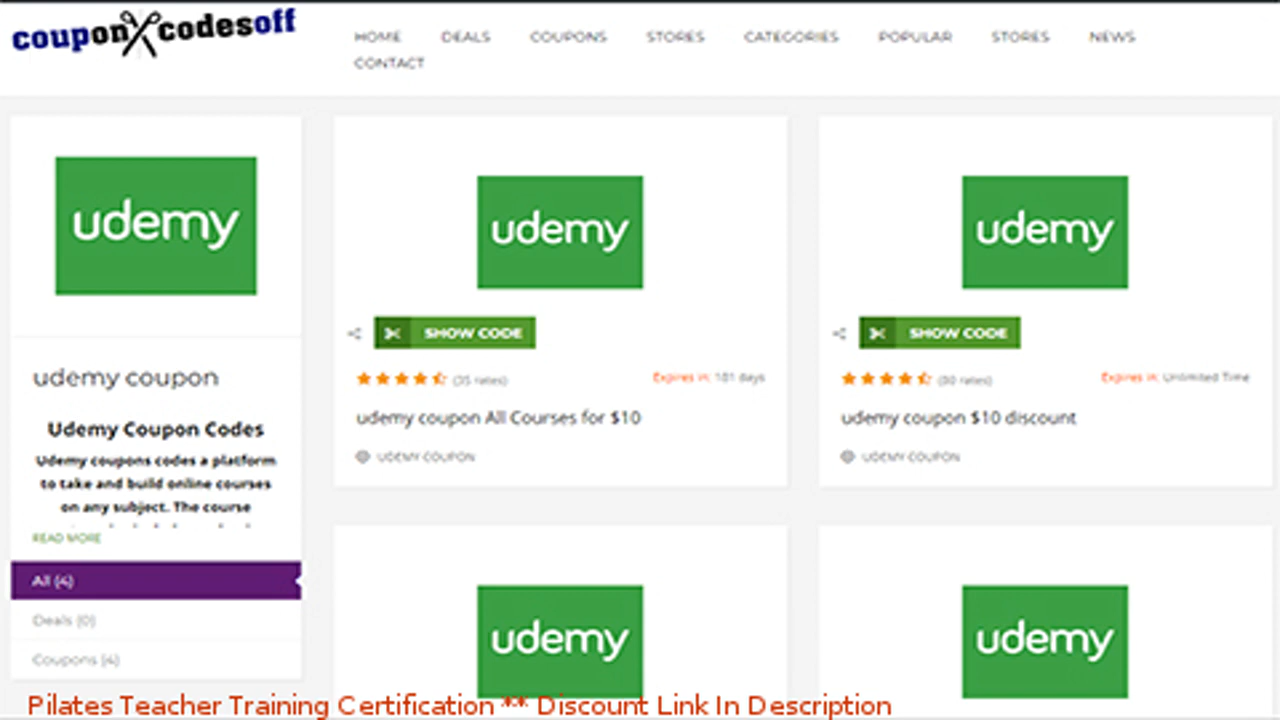 couponcodesoff
HOME DEALS COUPONS STORES CATEGORIES POPULAR STORES NEWS
CONTACT
udemy
udemy coupon
Udemy Coupon Codes
Udemy coupons codes a platform
to take and build online courses
on any subject. The course
READ MORE
All (4)
Deals (0)
Coupons (4)
udemy
SHOW CODE
(35 rates) Expires in: 181 days
udemy coupon All Courses for $10
UDEMY COUPON
udemy
SHOW CODE
(80 rates) Expires in: Unlimited Time
udemy coupon $10 discount
UDEMY COUPON
udemy
udemy
Pilates Teacher Training Certification ** Discount Link In Description